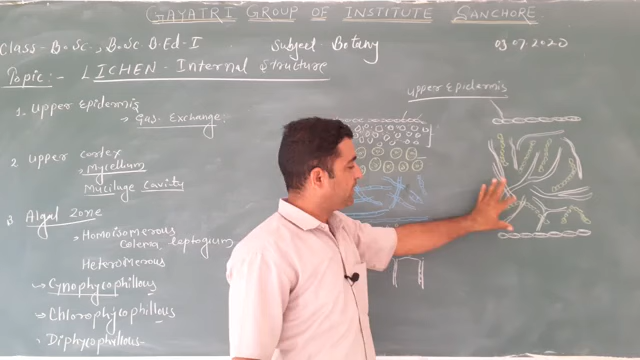 GAYATRI GROUP OF INSTITUTE SANCHORE
Class - B.Sc., B.Sc B.Ed - I Subject Botany 03.07.2020
Topic:- LICHEN - Internal Structure
upper Epidermis
1. Upper Epidermis
Gas Exchange.
2. Upper Cortex
Mycellum
Mucilage Cavity
3 Algal Zone
Homoisomerous
Colema leptogium
Heteromerous
Cynophycophillous
Chlorophycophillous
Diphycophillous